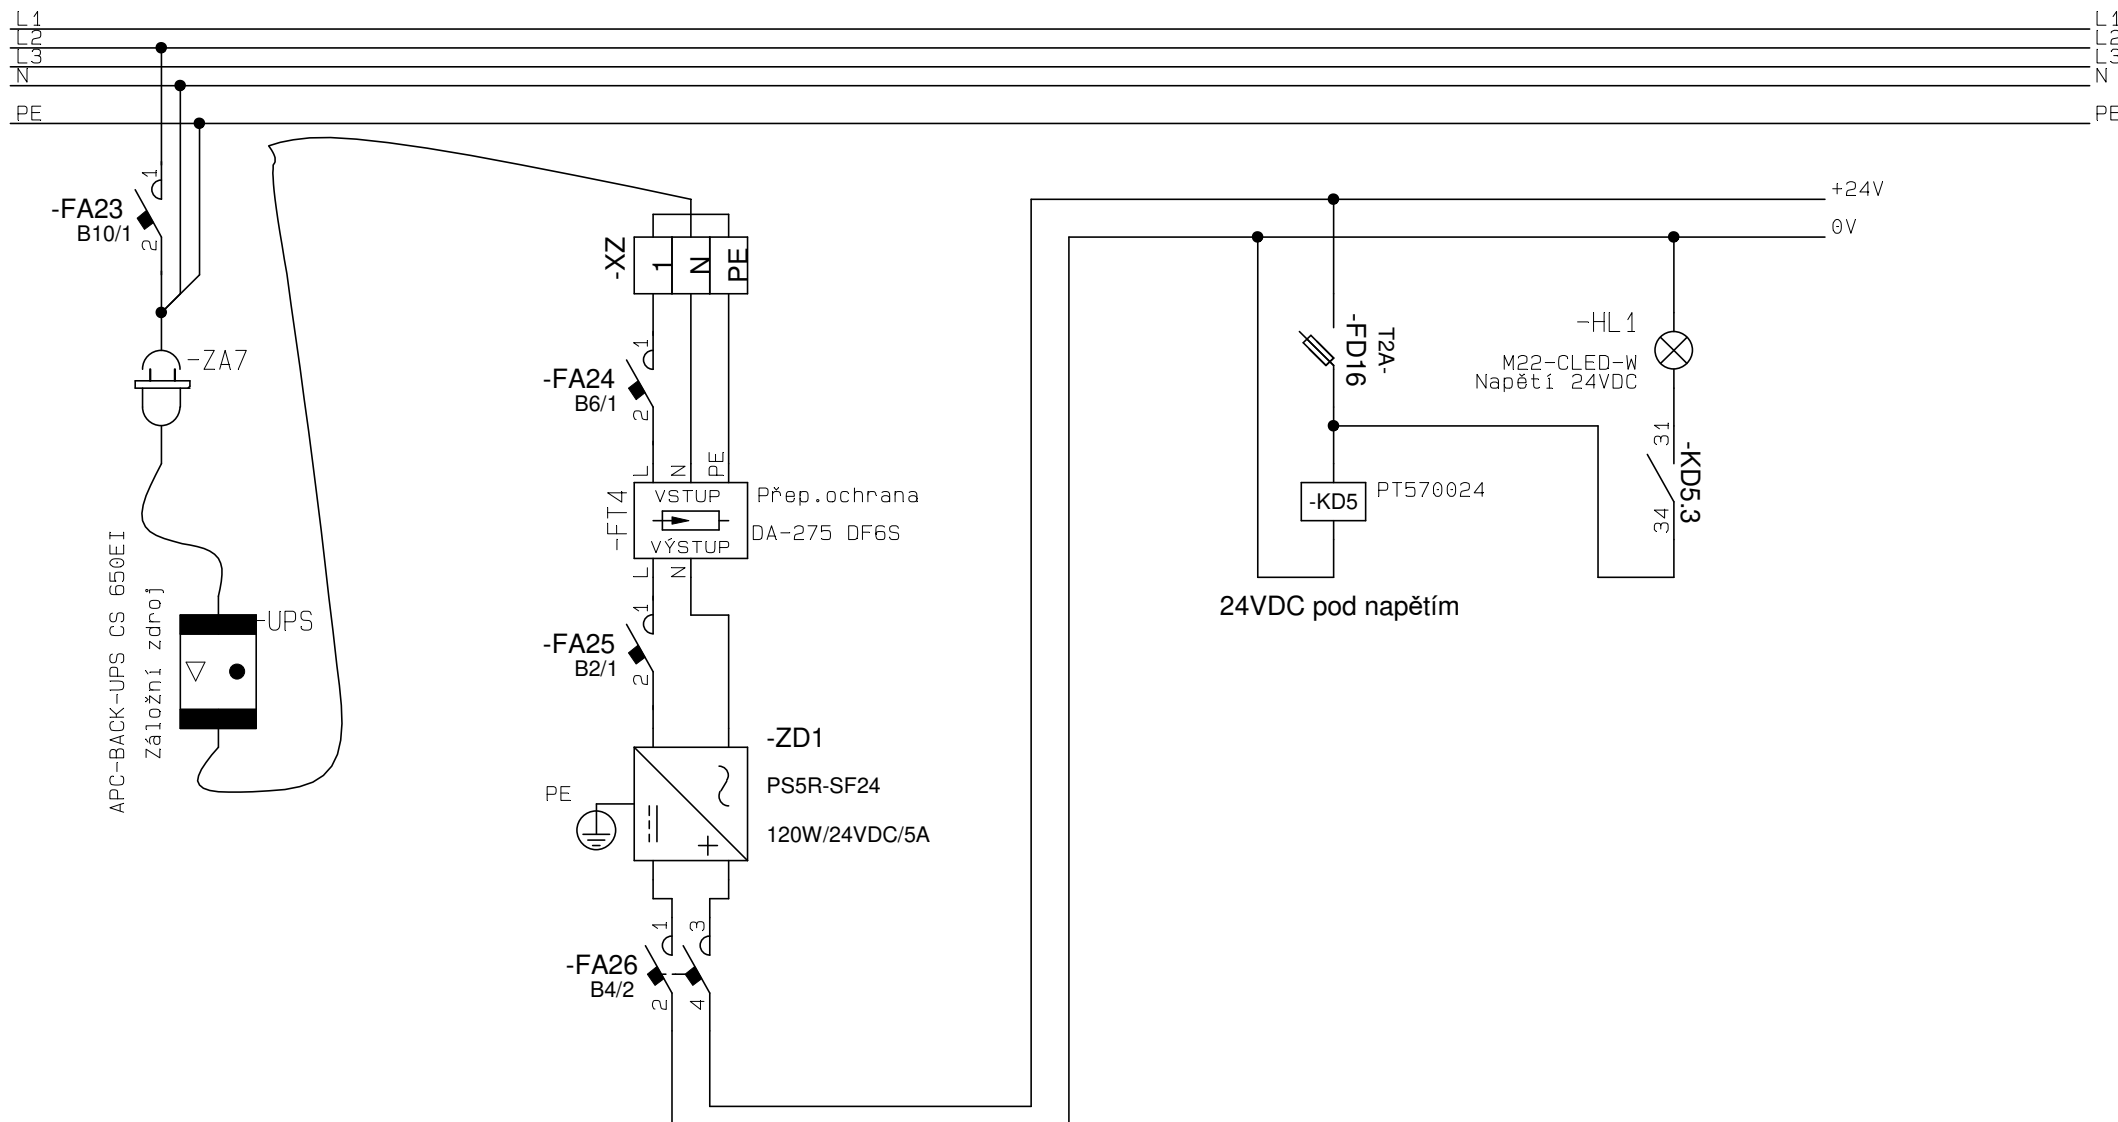 L1
L2
L3
N
PE
L1
L2
L3
N
PE
+24V
0V
-FA23
B10/1
1
2
-ZA7
APC-BACK-UPS CS 650EI
Záložní zdroj
-UPS
-XZ
1
N
PE
-FA24
B6/1
1
2
L
N
PE
-FT4
VSTUP
VÝSTUP
Přep.ochrana
DA-275 DF6S
L
N
-FA25
B2/1
1
2
-ZD1
PS5R-SF24
120W/24VDC/5A
PE
-FA26
B4/2
1
2
3
4
-FD16
T2A-
-KD5
PT570024
24VDC pod napětím
-HL1
M22-CLED-W
Napětí 24VDC
31
34
-KD5.3